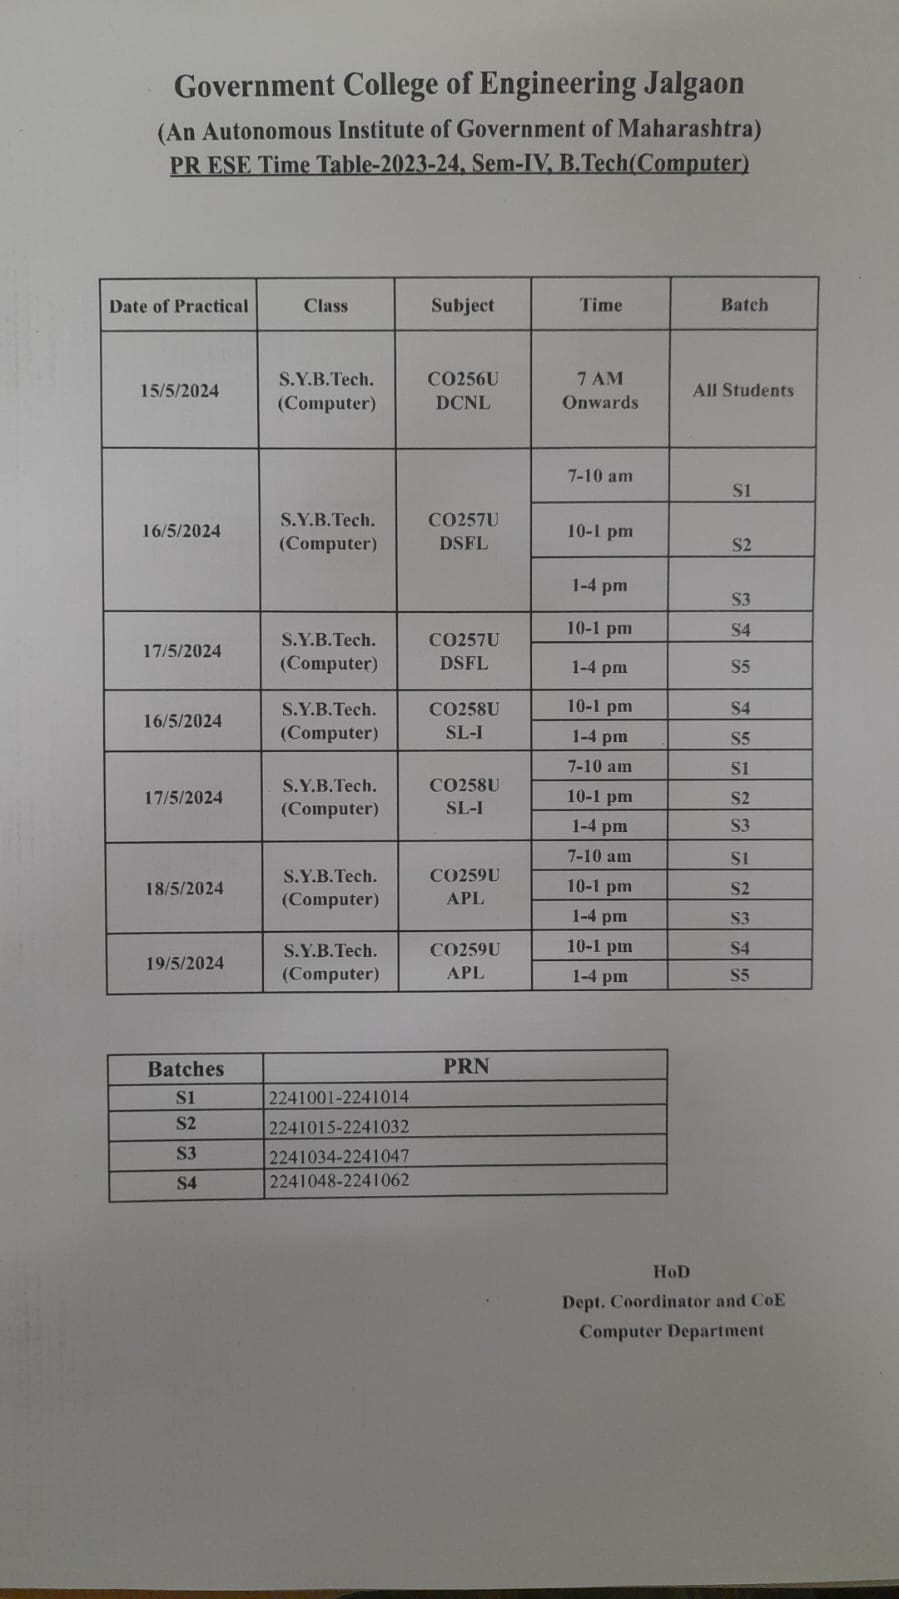 Government College of Engineering Jalgaon
(An Autonomous Institute of Government of Maharashtra)
PR ESE Time Table-2023-24, Sem-IV, B.Tech(Computer)
Date of Practical Class Subject Time Batch
15/5/2024 S.Y.B.Tech. (Computer) CO256U DCNL 7 AM Onwards All Students
16/5/2024 S.Y.B.Tech. (Computer) CO257U DSFL 7-10 am S1
10-1 pm S2
1-4 pm S3
17/5/2024 S.Y.B.Tech. (Computer) CO257U DSFL 10-1 pm S4
1-4 pm S5
16/5/2024 S.Y.B.Tech. (Computer) CO258U SL-I 10-1 pm S4
1-4 pm S5
17/5/2024 S.Y.B.Tech. (Computer) CO258U SL-I 7-10 am S1
10-1 pm S2
1-4 pm S3
18/5/2024 S.Y.B.Tech. (Computer) CO259U APL 7-10 am S1
10-1 pm S2
1-4 pm S3
19/5/2024 S.Y.B.Tech. (Computer) CO259U APL 10-1 pm S4
1-4 pm S5
Batches PRN
S1 2241001-2241014
S2 2241015-2241032
S3 2241034-2241047
S4 2241048-2241062
HoD
Dept. Coordinator and CoE
Computer Department